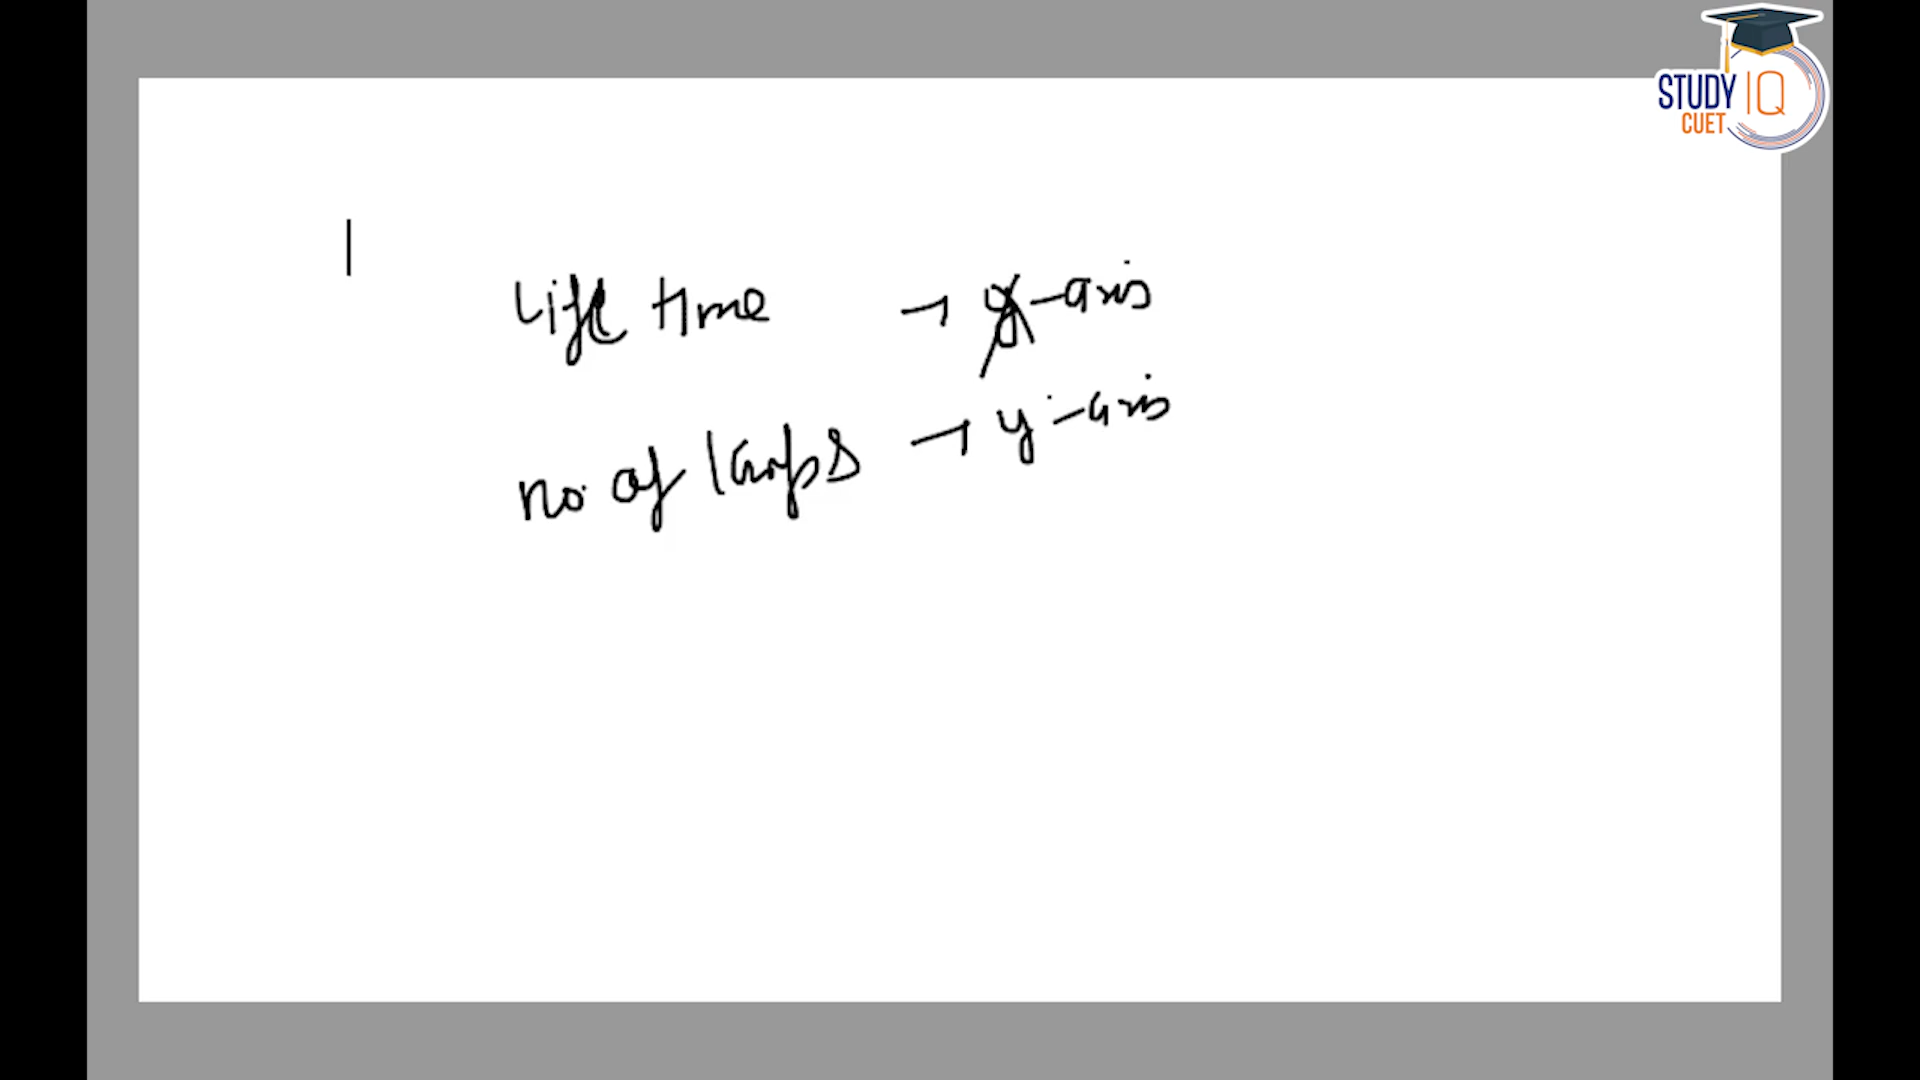 STUDY IQ
CUET
Life time → x-axis
no. of lamps → y-axis